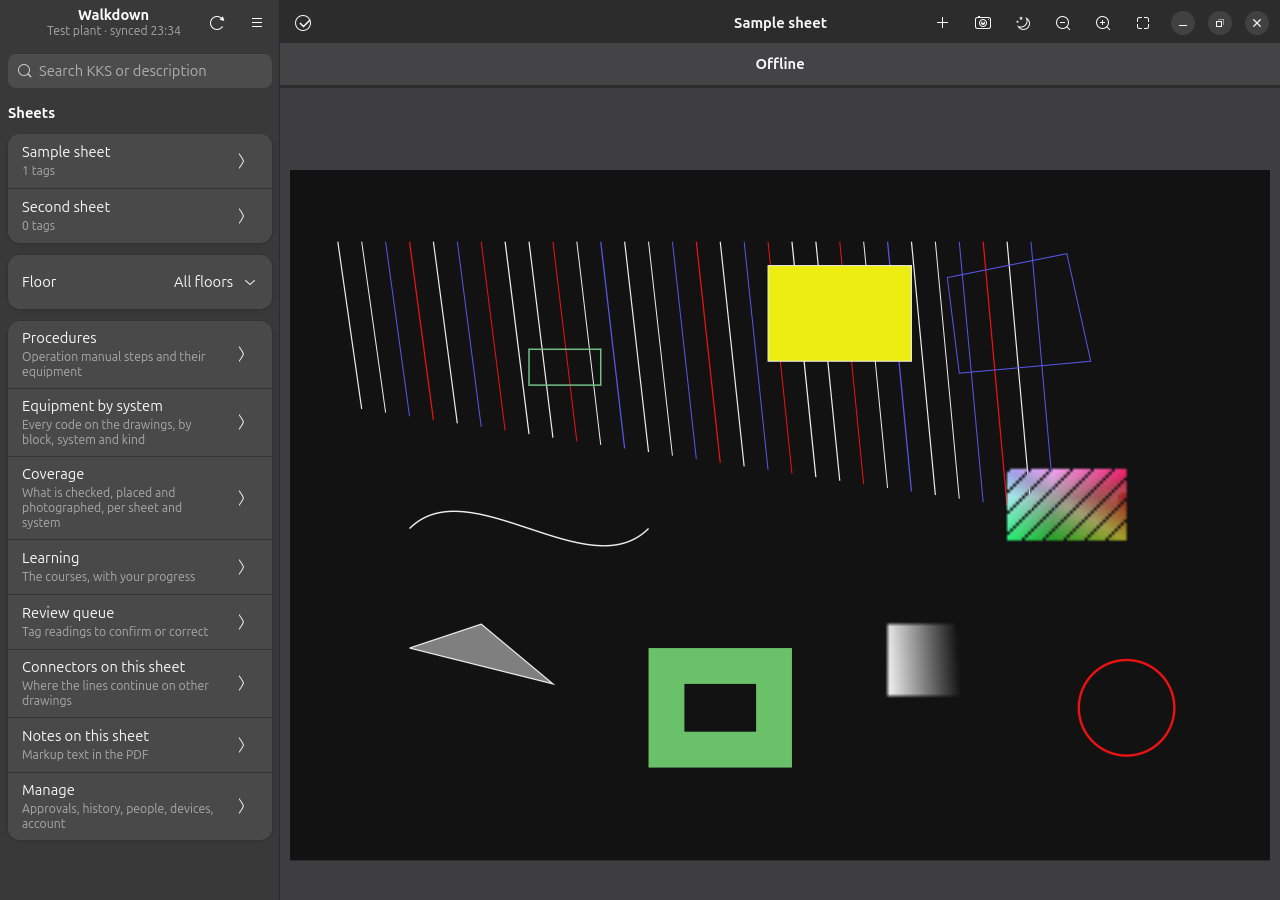 Walkdown
Test plant · synced 23:34
Sample sheet
Offline
Search KKS or description
Sheets
Sample sheet
1 tags
Second sheet
0 tags
Floor
All floors
Procedures
Operation manual steps and their
equipment
Equipment by system
Every code on the drawings, by
block, system and kind
Coverage
What is checked, placed and
photographed, per sheet and
system
Learning
The courses, with your progress
Review queue
Tag readings to confirm or correct
Connectors on this sheet
Where the lines continue on other
drawings
Notes on this sheet
Markup text in the PDF
Manage
Approvals, history, people, devices,
account